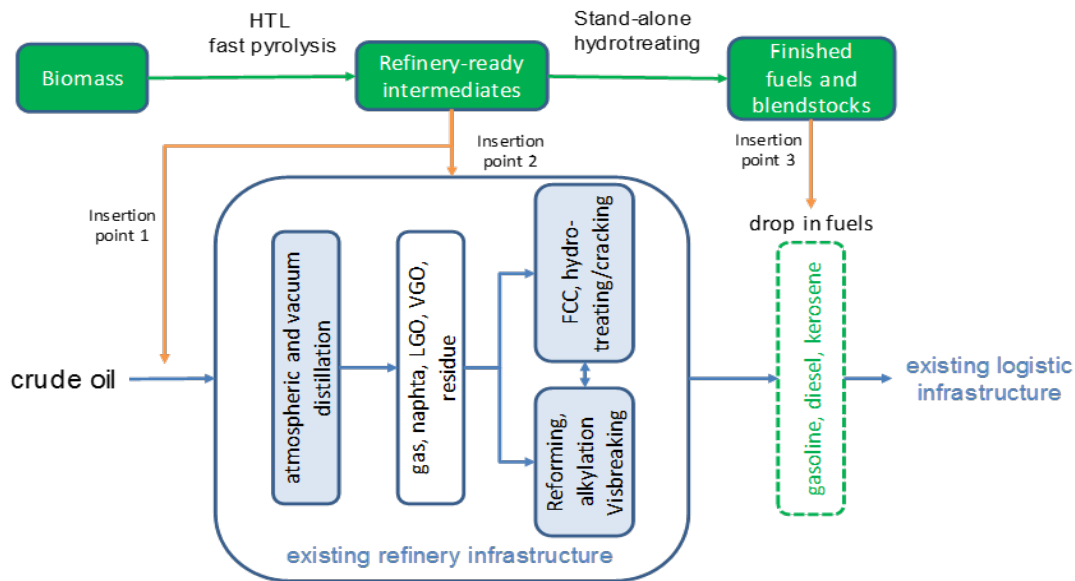 HTL
fast pyrolysis
Stand-alone
hydrotreating
Biomass
Refinery-ready
intermediates
Finished
fuels and
blendstocks
Insertion
point 1
Insertion
point 2
Insertion
point 3
drop in fuels
crude oil
atmospheric and vacuum
distillation
gas, naphta, LGO, VGO,
residue
FCC, hydro-
treating/cracking
Reforming,
alkylation
Visbreaking
gasoline, diesel, kerosene
existing logistic
infrastructure
existing refinery infrastructure